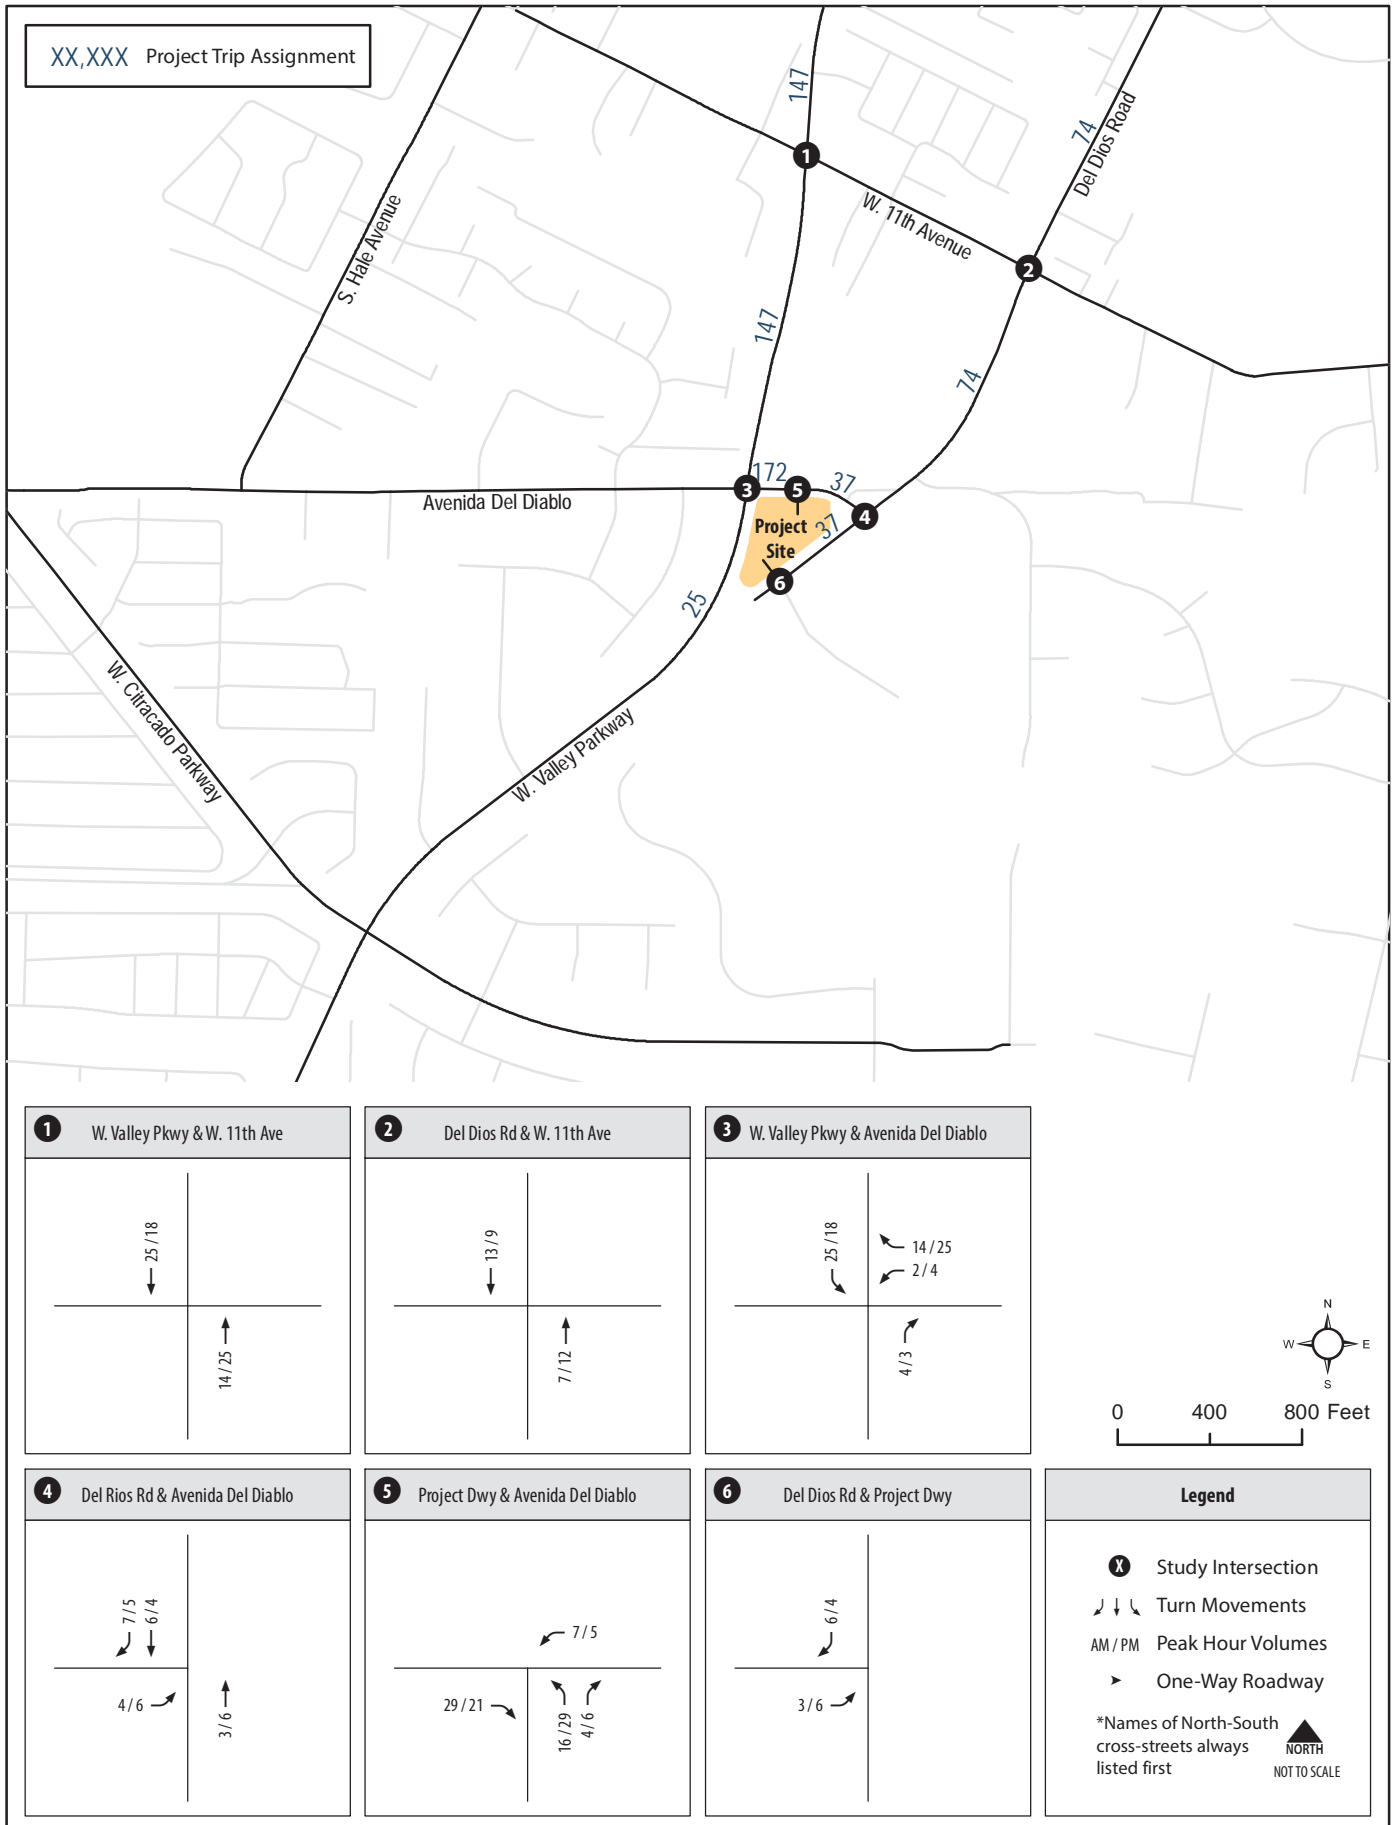 XX,XXX Project Trip Assignment
147
74
Del Dios Road
1
W. 11th Avenue
2
S. Hale Avenue
147
74
172
37
3
5
4
Avenida Del Diablo
Project
Site
37
6
25
W. Citracado Parkway
W. Valley Parkway
1 W. Valley Pkwy & W. 11th Ave
25 / 18
14 / 25
2 Del Dios Rd & W. 11th Ave
13 / 9
7 / 12
3 W. Valley Pkwy & Avenida Del Diablo
25 / 18
14 / 25
2 / 4
4 / 3
N
W E
S
0 400 800 Feet
4 Del Rios Rd & Avenida Del Diablo
7 / 5
6 / 4
4 / 6
3 / 6
5 Project Dwy & Avenida Del Diablo
7 / 5
29 / 21
16 / 29
4 / 6
6 Del Dios Rd & Project Dwy
6 / 4
3 / 6
Legend
X Study Intersection
Turn Movements
AM / PM Peak Hour Volumes
One-Way Roadway
*Names of North-South
cross-streets always
listed first
NORTH
NOT TO SCALE